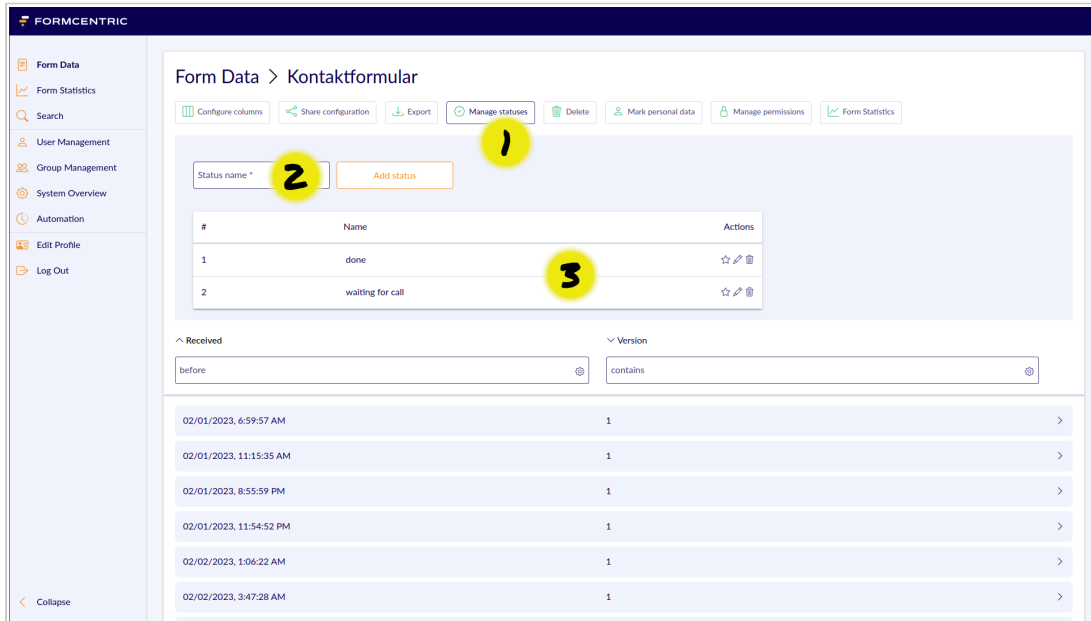 FORMCENTRIC
Form Data
Form Statistics
Search
User Management
Group Management
System Overview
Automation
Edit Profile
Log Out
Collapse
Form Data > Kontaktformular
Configure columns Share configuration Export Manage statuses Delete Mark personal data Manage permissions Form Statistics
1
Status name * 2 Add status
# Name Actions
1 done
3
2 waiting for call
Received Version
before contains
02/01/2023, 6:59:57 AM 1
02/01/2023, 11:15:35 AM 1
02/01/2023, 8:55:59 PM 1
02/01/2023, 11:54:52 PM 1
02/02/2023, 1:06:22 AM 1
02/02/2023, 3:47:28 AM 1